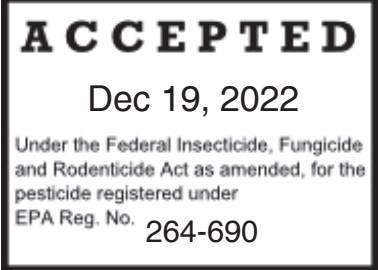 ACCEPTED
Dec 19, 2022
Under the Federal Insecticide, Fungicide
and Rodenticide Act as amended, for the
pesticide registered under
EPA Reg. No. 264-690